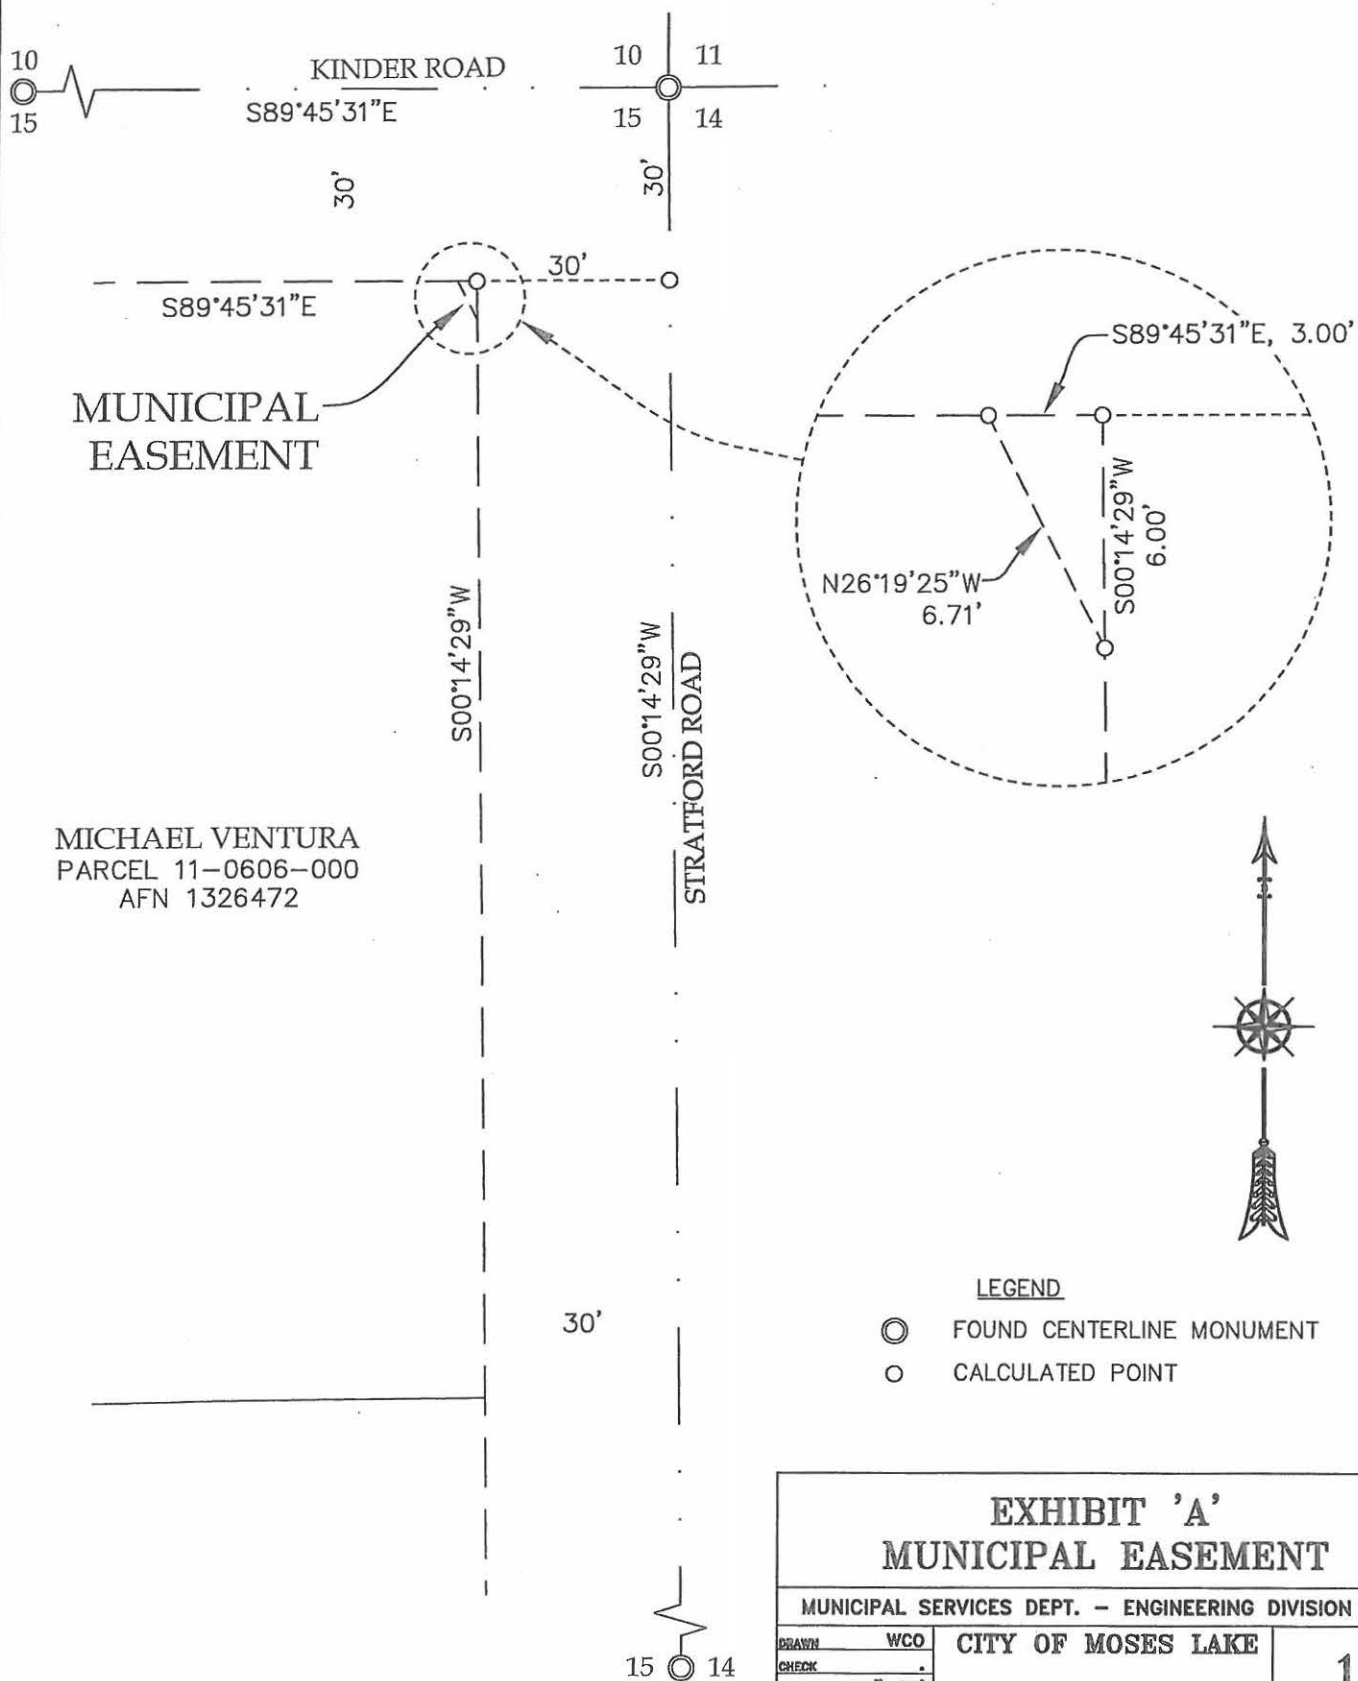 10
15
KINDER ROAD
S89°45'31"E
10 11
15 14
30'
30'
30'
S89°45'31"E
MUNICIPAL
EASEMENT
S89°45'31"E, 3.00'
S00°14'29"W
6.00'
N26°19'25"W
6.71'
S00°14'29"W
S00°14'29"W
STRATFORD ROAD
MICHAEL VENTURA
PARCEL 11-0606-000
AFN 1326472
30'
LEGEND
FOUND CENTERLINE MONUMENT
CALCULATED POINT
EXHIBIT 'A'
MUNICIPAL EASEMENT
MUNICIPAL SERVICES DEPT. - ENGINEERING DIVISION
DRAWN WCO
CHECK
CITY OF MOSES LAKE
1
15 14